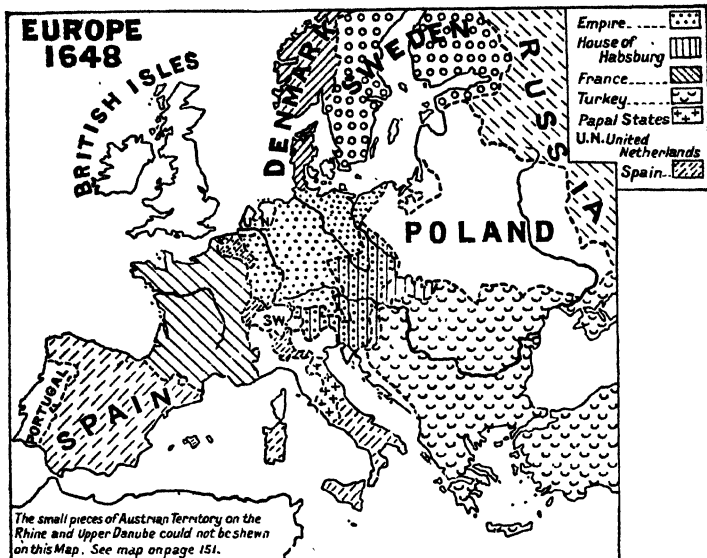 EUROPE
1648
BRITISH ISLES
DENMARK
SWEDEN
RUSSIA
POLAND
U.N.
SW.
PORTUGAL
SPAIN
Empire
House of
Habsburg
France
Turkey
Papal States
U.N. United
Netherlands
Spain
The small pieces of Austrian Territory on the
Rhine and Upper Danube could not be shewn
on this Map. See map on page 151.